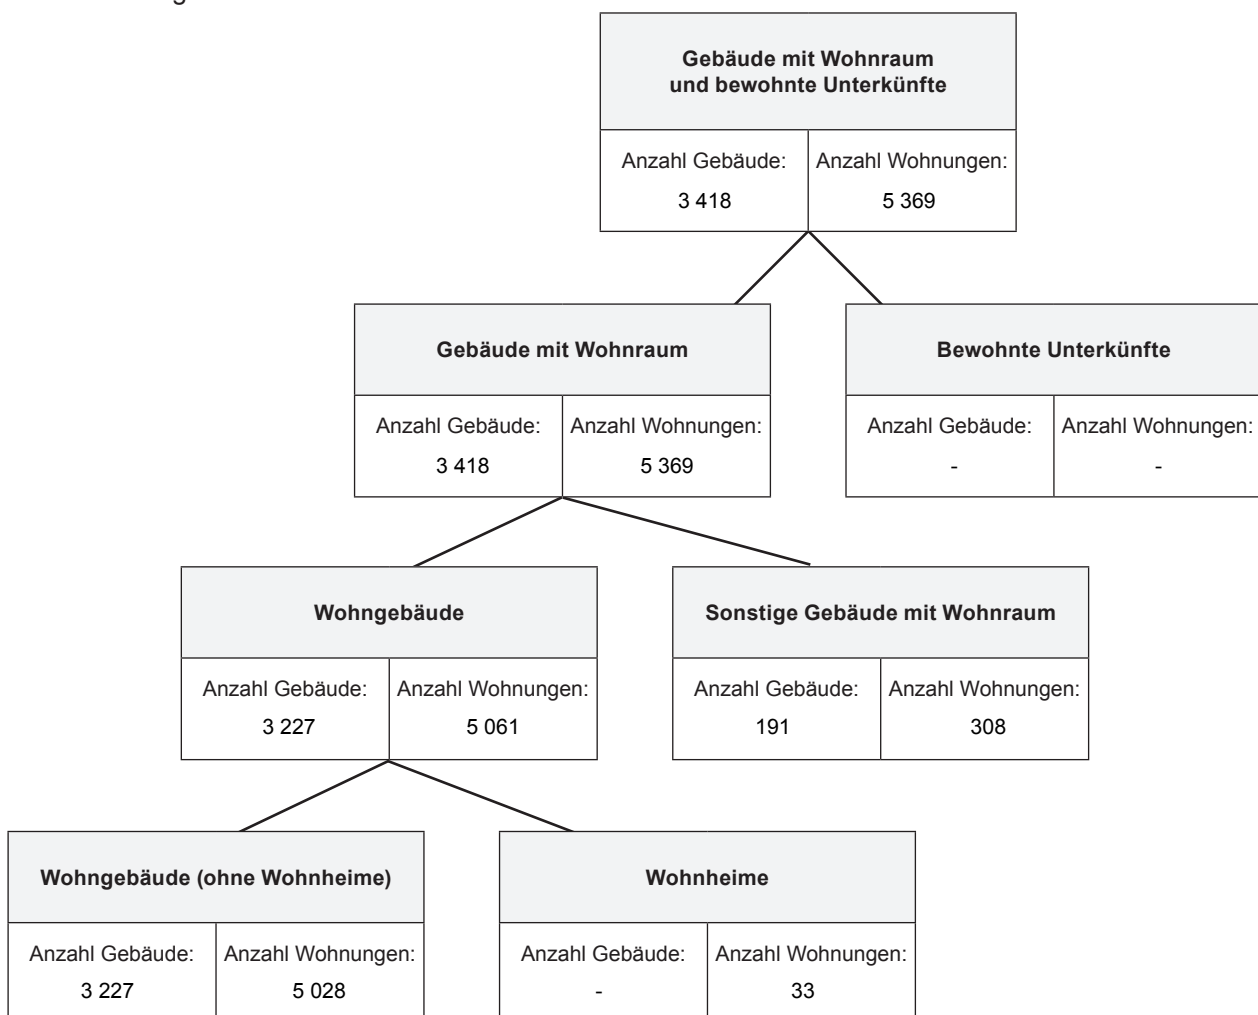 Gebäude mit Wohnraum
und bewohnte Unterkünfte
Anzahl Gebäude: Anzahl Wohnungen:
3 418 5 369
Gebäude mit Wohnraum
Anzahl Gebäude: Anzahl Wohnungen:
3 418 5 369
Bewohnte Unterkünfte
Anzahl Gebäude: Anzahl Wohnungen:
- -
Wohngebäude
Anzahl Gebäude: Anzahl Wohnungen:
3 227 5 061
Sonstige Gebäude mit Wohnraum
Anzahl Gebäude: Anzahl Wohnungen:
191 308
Wohngebäude (ohne Wohnheime)
Anzahl Gebäude: Anzahl Wohnungen:
3 227 5 028
Wohnheime
Anzahl Gebäude: Anzahl Wohnungen:
- 33